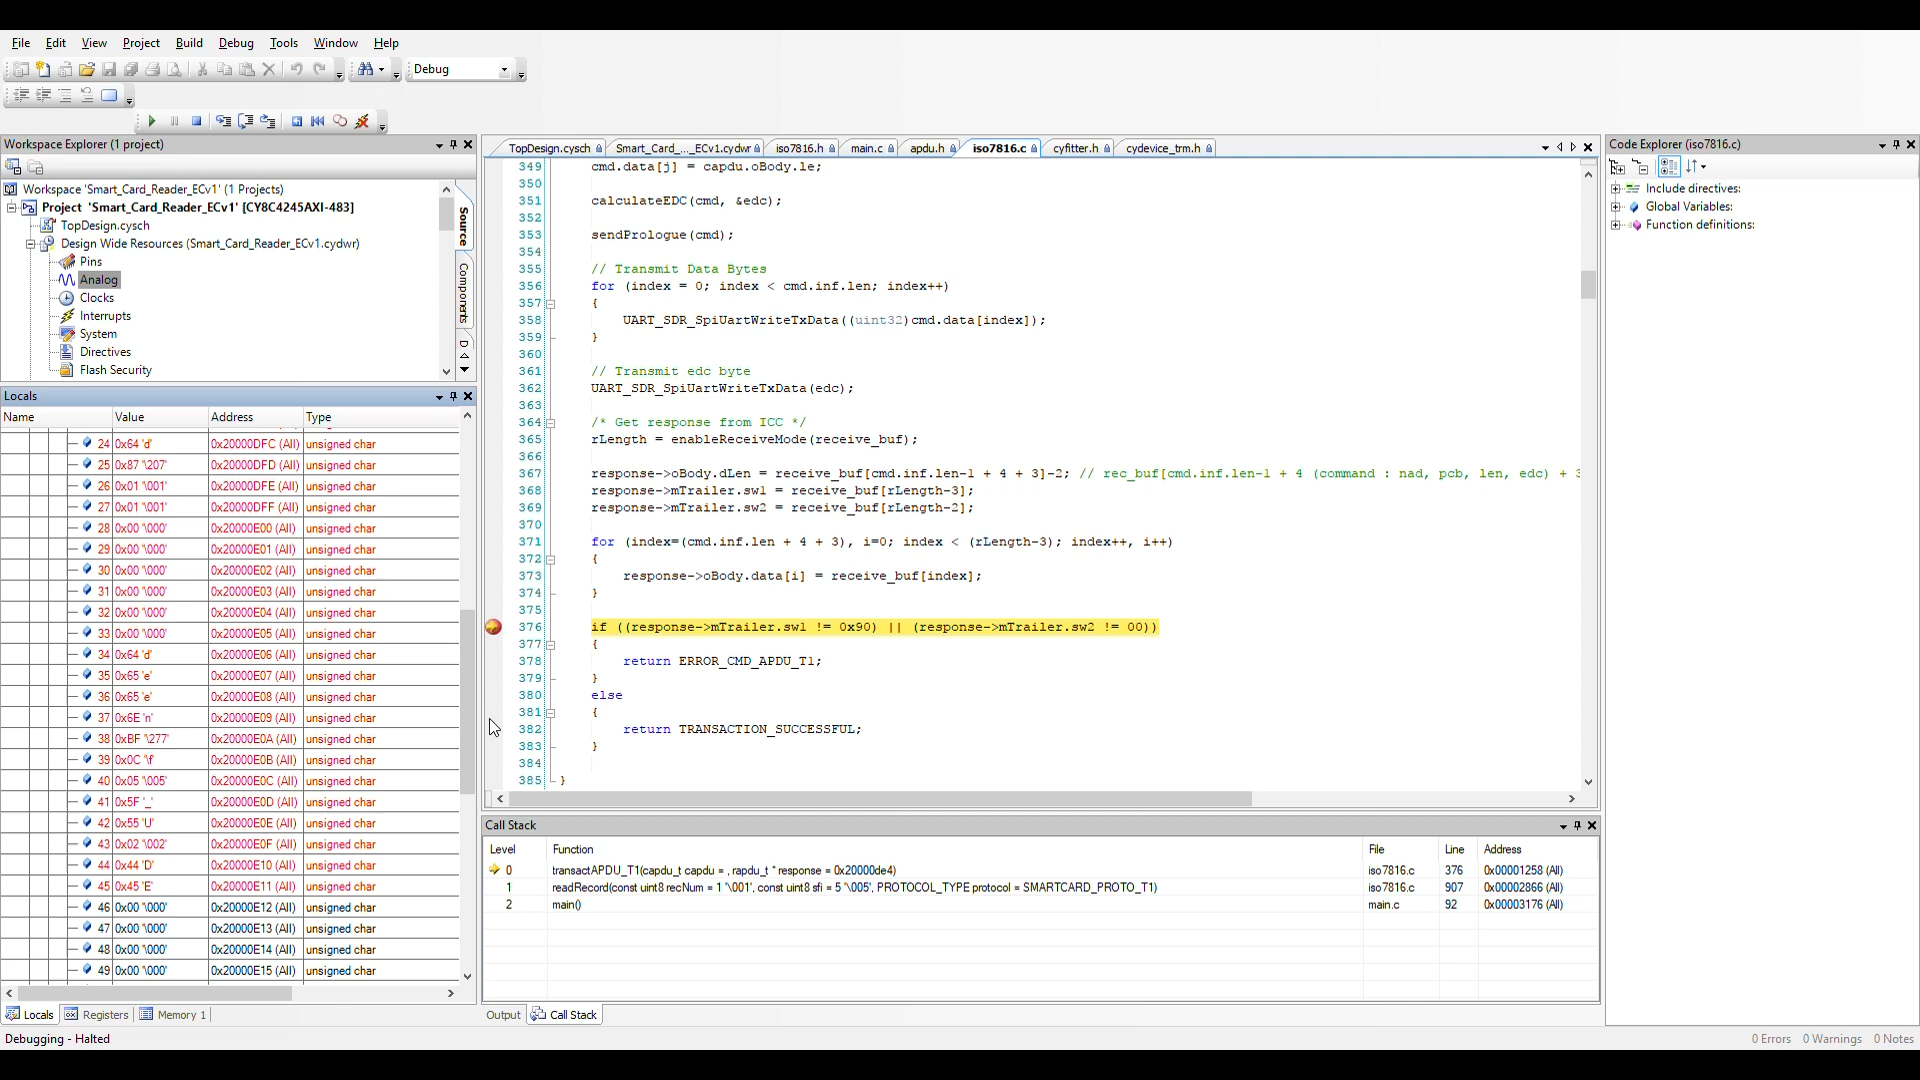 File Edit View Project Build Debug Tools Window Help
Debug
Workspace Explorer (1 project)
Workspace 'Smart_Card_Reader_ECv1' (1 Projects)
Project 'Smart_Card_Reader_ECv1' [CY8C4245AXI-483]
TopDesign.cysch
Design Wide Resources (Smart_Card_Reader_ECv1.cydwr)
Pins
Analog
Clocks
Interrupts
System
Directives
Flash Security
Source
Components
D
Locals
Name Value Address Type
24 0x64 'd' 0x20000DFC (All) unsigned char
25 0x87 '\207' 0x20000DFD (All) unsigned char
26 0x01 '\001' 0x20000DFE (All) unsigned char
27 0x01 '\001' 0x20000DFF (All) unsigned char
28 0x00 '\000' 0x20000E00 (All) unsigned char
29 0x00 '\000' 0x20000E01 (All) unsigned char
30 0x00 '\000' 0x20000E02 (All) unsigned char
31 0x00 '\000' 0x20000E03 (All) unsigned char
32 0x00 '\000' 0x20000E04 (All) unsigned char
33 0x00 '\000' 0x20000E05 (All) unsigned char
34 0x64 'd' 0x20000E06 (All) unsigned char
35 0x65 'e' 0x20000E07 (All) unsigned char
36 0x65 'e' 0x20000E08 (All) unsigned char
37 0x6E 'n' 0x20000E09 (All) unsigned char
38 0xBF '\277' 0x20000E0A (All) unsigned char
39 0x0C '\f' 0x20000E0B (All) unsigned char
40 0x05 '\005' 0x20000E0C (All) unsigned char
41 0x5F '_' 0x20000E0D (All) unsigned char
42 0x55 'U' 0x20000E0E (All) unsigned char
43 0x02 '\002' 0x20000E0F (All) unsigned char
44 0x44 'D' 0x20000E10 (All) unsigned char
45 0x45 'E' 0x20000E11 (All) unsigned char
46 0x00 '\000' 0x20000E12 (All) unsigned char
47 0x00 '\000' 0x20000E13 (All) unsigned char
48 0x00 '\000' 0x20000E14 (All) unsigned char
49 0x00 '\000' 0x20000E15 (All) unsigned char
Locals Registers Memory 1
TopDesign.cysch Smart_Card_..._ECv1.cydwr iso7816.h main.c apdu.h iso7816.c cyfitter.h cydevice_trm.h
349 cmd.data[j] = capdu.oBody.le;
350
351 calculateEDC(cmd, &edc);
352
353 sendPrologue(cmd);
354
355 // Transmit Data Bytes
356 for (index = 0; index < cmd.inf.len; index++)
357 {
358 UART_SDR_SpiUartWriteTxData((uint32)cmd.data[index]);
359 }
360
361 // Transmit edc byte
362 UART_SDR_SpiUartWriteTxData(edc);
363
364 /* Get response from ICC */
365 rLength = enableReceiveMode(receive_buf);
366
367 response->oBody.dLen = receive_buf[cmd.inf.len-1 + 4 + 3]-2; // rec_buf[cmd.inf.len-1 + 4 (command : nad, pcb, len, edc) + 3
368 response->mTrailer.sw1 = receive_buf[rLength-3];
369 response->mTrailer.sw2 = receive_buf[rLength-2];
370
371 for (index=(cmd.inf.len + 4 + 3), i=0; index < (rLength-3); index++, i++)
372 {
373 response->oBody.data[i] = receive_buf[index];
374 }
375
376 if ((response->mTrailer.sw1 != 0x90) || (response->mTrailer.sw2 != 00))
377 {
378 return ERROR_CMD_APDU_T1;
379 }
380 else
381 {
382 return TRANSACTION_SUCCESSFUL;
383 }
384
385 }
Call Stack
Level Function File Line Address
0 transactAPDU_T1(capdu_t capdu = , rapdu_t * response = 0x20000de4) iso7816.c 376 0x00001258 (All)
1 readRecord(const uint8 recNum = 1 '\001', const uint8 sfi = 5 '\005', PROTOCOL_TYPE protocol = SMARTCARD_PROTO_T1) iso7816.c 907 0x00002866 (All)
2 main() main.c 92 0x00003176 (All)
Output Call Stack
Code Explorer (iso7816.c)
Include directives:
Global Variables:
Function definitions:
Debugging - Halted
0 Errors 0 Warnings 0 Notes